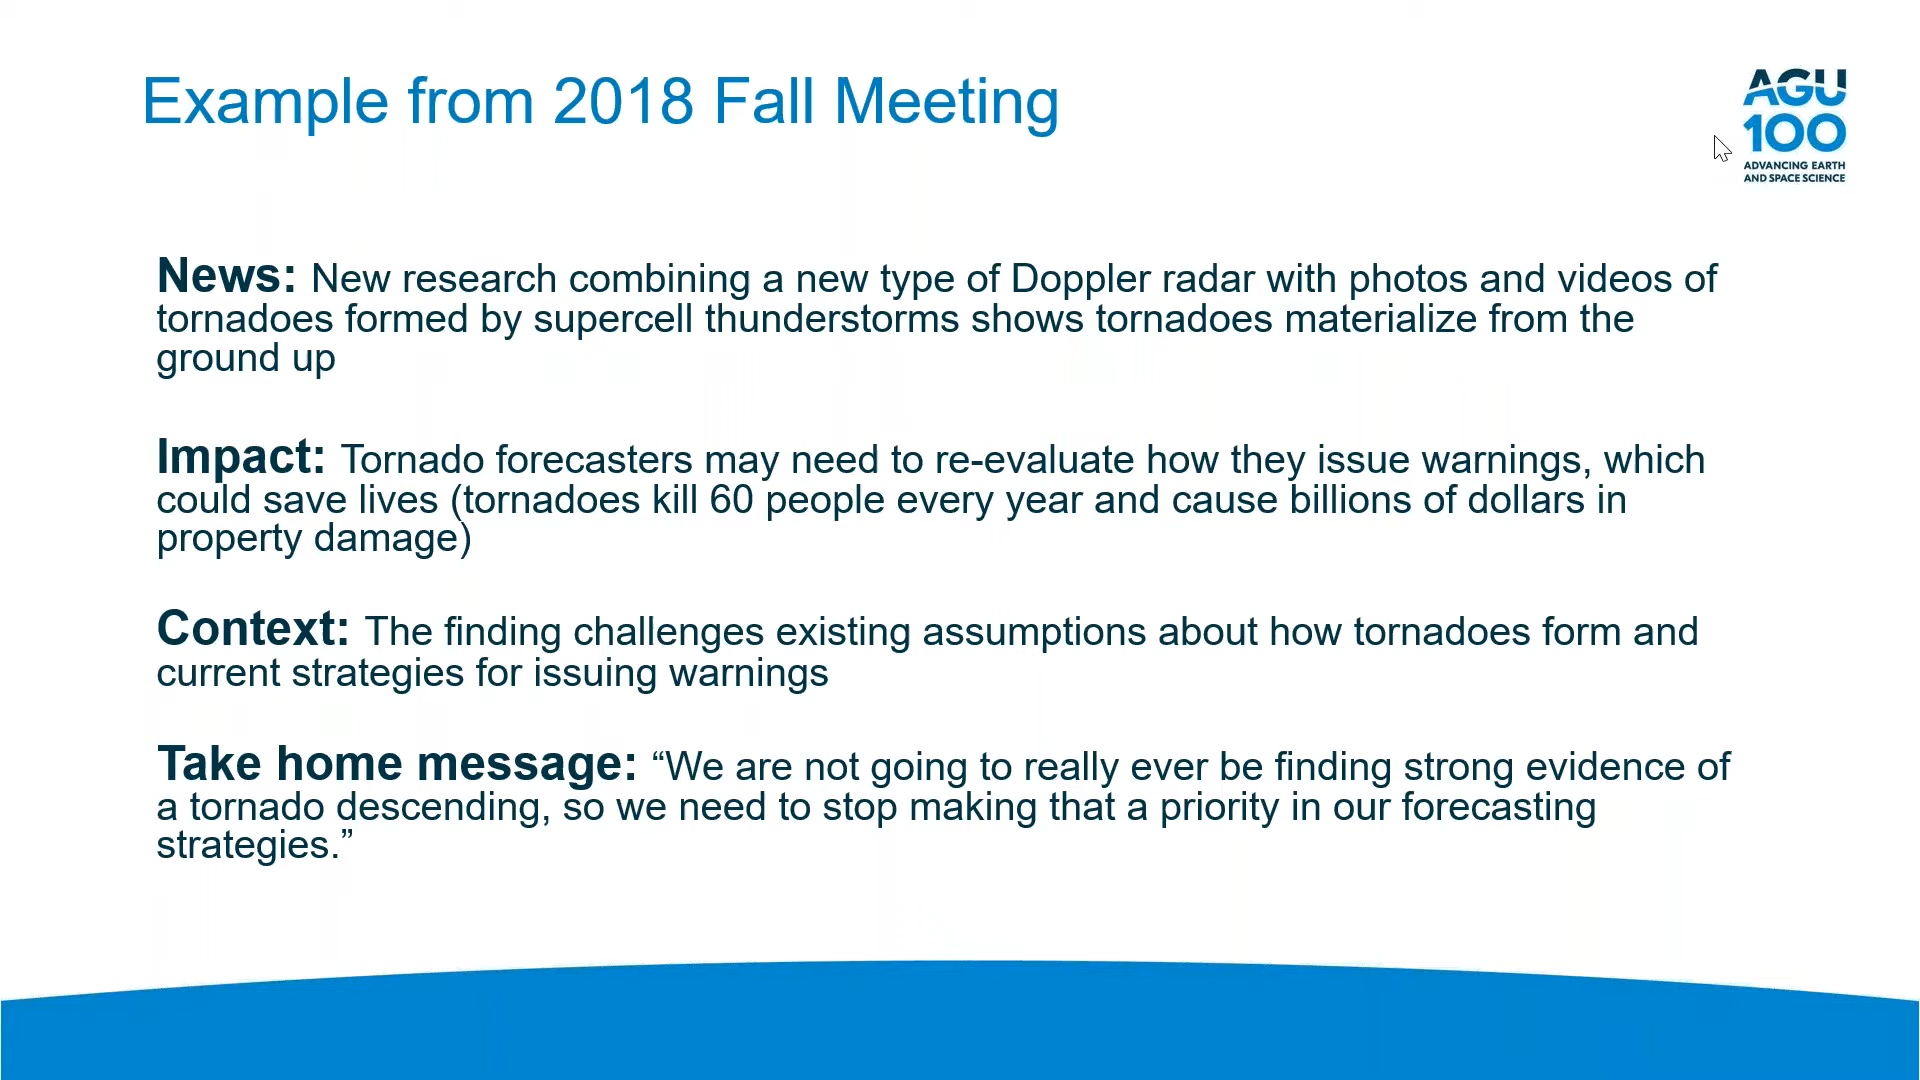 Example from 2018 Fall Meeting
AGU
100
ADVANCING EARTH
AND SPACE SCIENCE
News: New research combining a new type of Doppler radar with photos and videos of
tornadoes formed by supercell thunderstorms shows tornadoes materialize from the
ground up
Impact: Tornado forecasters may need to re-evaluate how they issue warnings, which
could save lives (tornadoes kill 60 people every year and cause billions of dollars in
property damage)
Context: The finding challenges existing assumptions about how tornadoes form and
current strategies for issuing warnings
Take home message: “We are not going to really ever be finding strong evidence of
a tornado descending, so we need to stop making that a priority in our forecasting
strategies.”